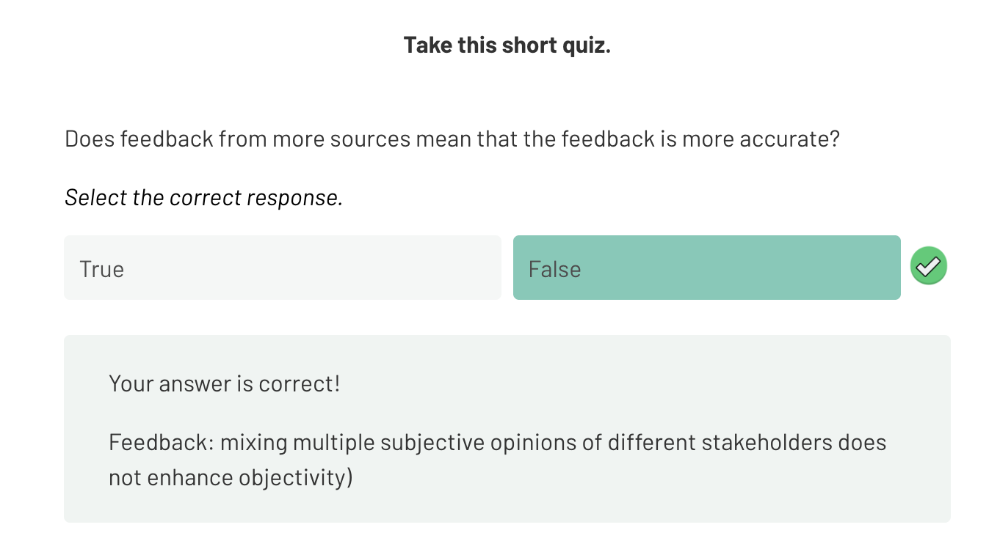 Take this short quiz.
Does feedback from more sources mean that the feedback is more accurate?
Select the correct response.
True
False
Your answer is correct!
Feedback: mixing multiple subjective opinions of different stakeholders does
not enhance objectivity)